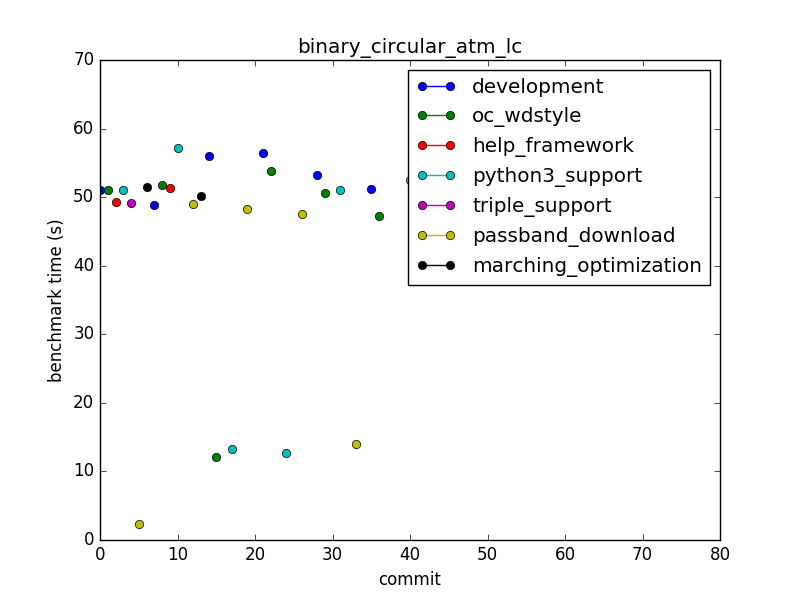 binary_circular_atm_lc
70
60
50
40
30
20
10
0
benchmark time (s)
development
oc_wdstyle
help_framework
python3_support
triple_support
passband_download
marching_optimization
0 10 20 30 40 50 60 70 80
commit